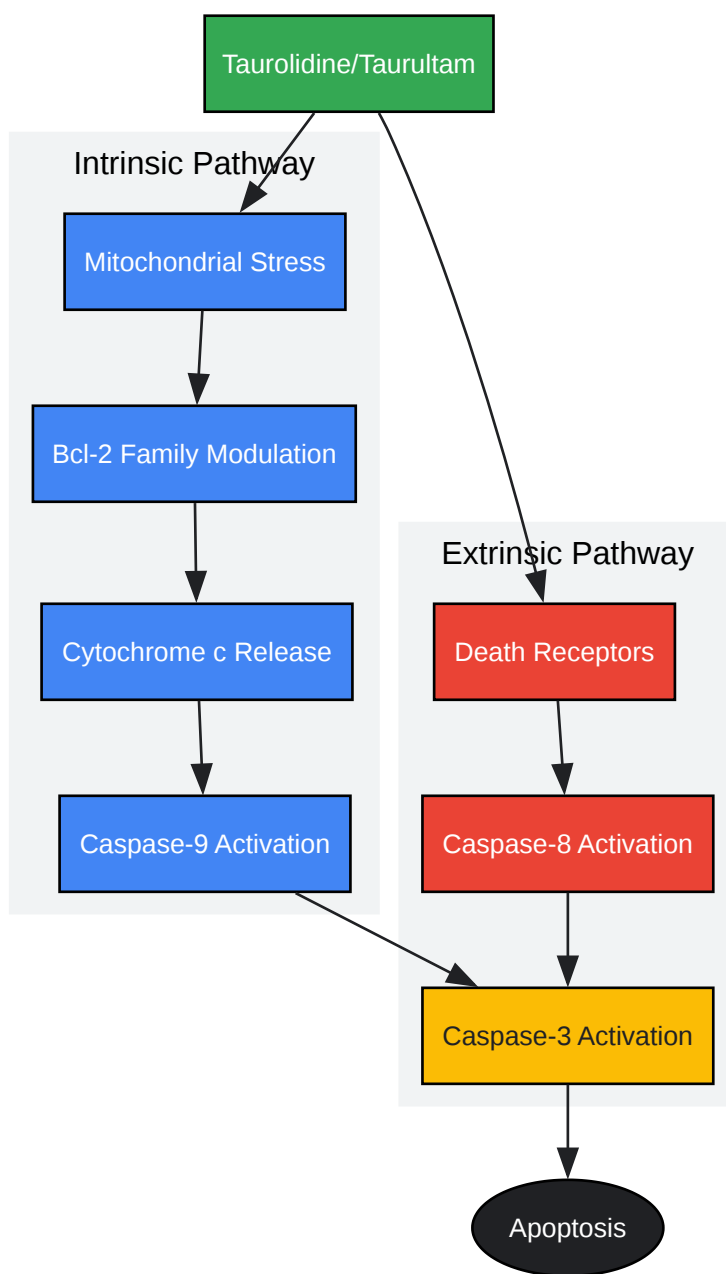 Taurolidine/Taurultam
Intrinsic Pathway
Mitochondrial Stress
Bcl-2 Family Modulation
Cytochrome c Release
Caspase-9 Activation
Extrinsic Pathway
Death Receptors
Caspase-8 Activation
Caspase-3 Activation
Apoptosis